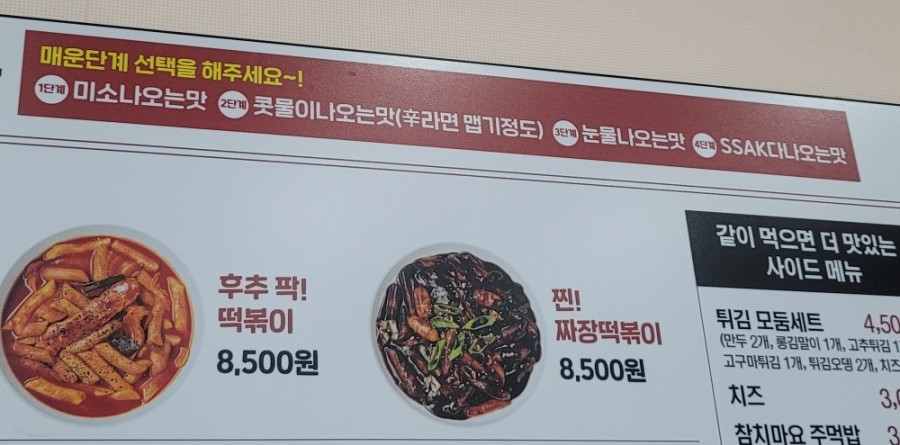 매운단계 선택을 해주세요~!
1단계 미소나오는맛 2단계 콧물이나오는맛(辛라면 맵기정도) 3단계 눈물나오는맛 4단계 SSAK다나오는맛
후추 팍!
떡볶이
8,500원
찐!
짜장떡볶이
8,500원
같이 먹으면 더 맛있는
사이드 메뉴
튀김 모둠세트 4,50
(만두 2개, 롱김말이 1개, 고추튀김 1
고구마튀김 1개, 튀김오뎅 2개, 치즈
치즈 3,
참치마요 주먹밥 3